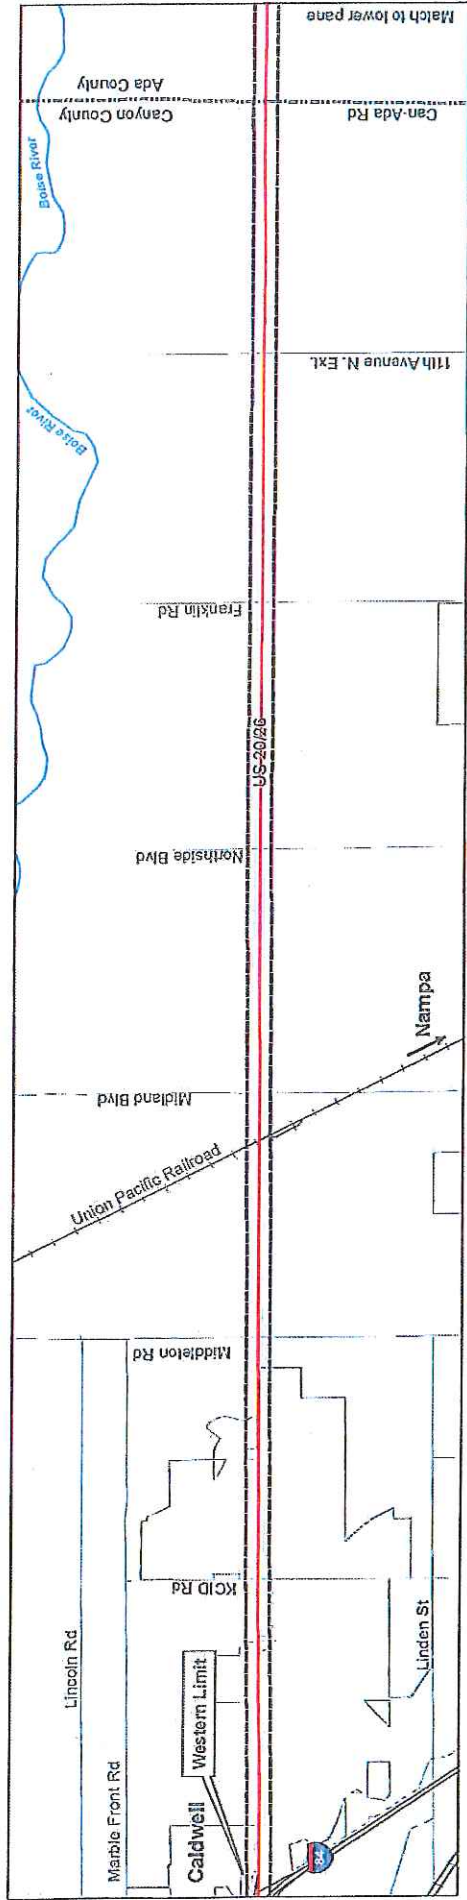 Lincoln Rd
Marble Front Rd
Caldwell
Western Limit
84
Linden St
KCID Rd
Middleton Rd
Union Pacific Railroad
Midland Blvd
Nampa
Northside Blvd
US 20/26
Franklin Rd
11th Avenue N. Ext.
Boise River
Boise River
Canyon County
Ada County
Can-Ada Rd
Match to lower pane